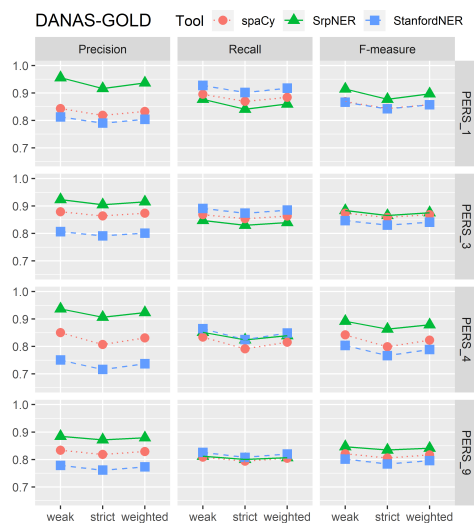 DANAS-GOLD Tool spaCy SrpNER StanfordNER
Precision Recall F-measure
1.0
0.9
0.8
0.7
PERS_1
1.0
0.9
0.8
0.7
PERS_3
1.0
0.9
0.8
0.7
PERS_4
1.0
0.9
0.8
0.7
PERS_9
weak strict weighted weak strict weighted weak strict weighted